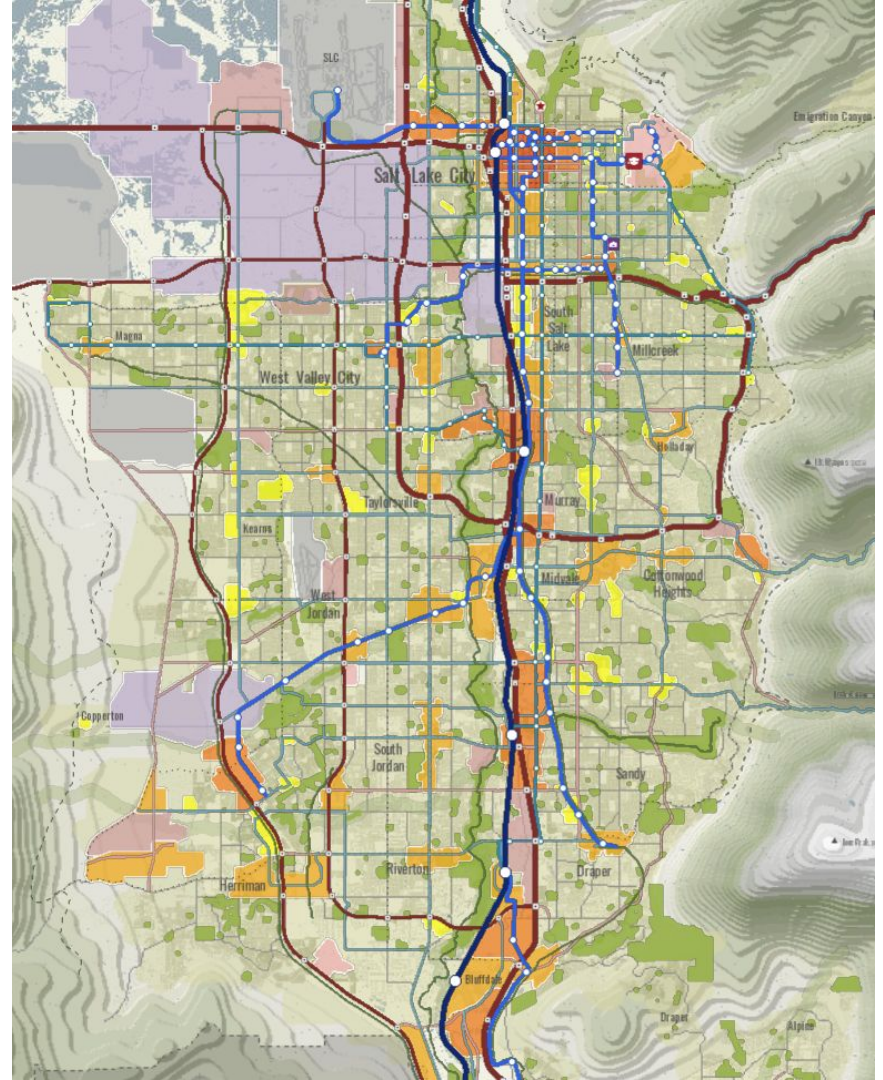 SLC
Emigration Canyon
Salt Lake City
Magna
South
Salt
Lake
Millcreek
West Valley City
Holladay
Taylorsville
Murray
Kearns
Midvale
Cottonwood
Heights
West
Jordan
Copperton
South
Jordan
Sandy
Riverton
Draper
Herriman
Bluffdale
Draper
Alpine